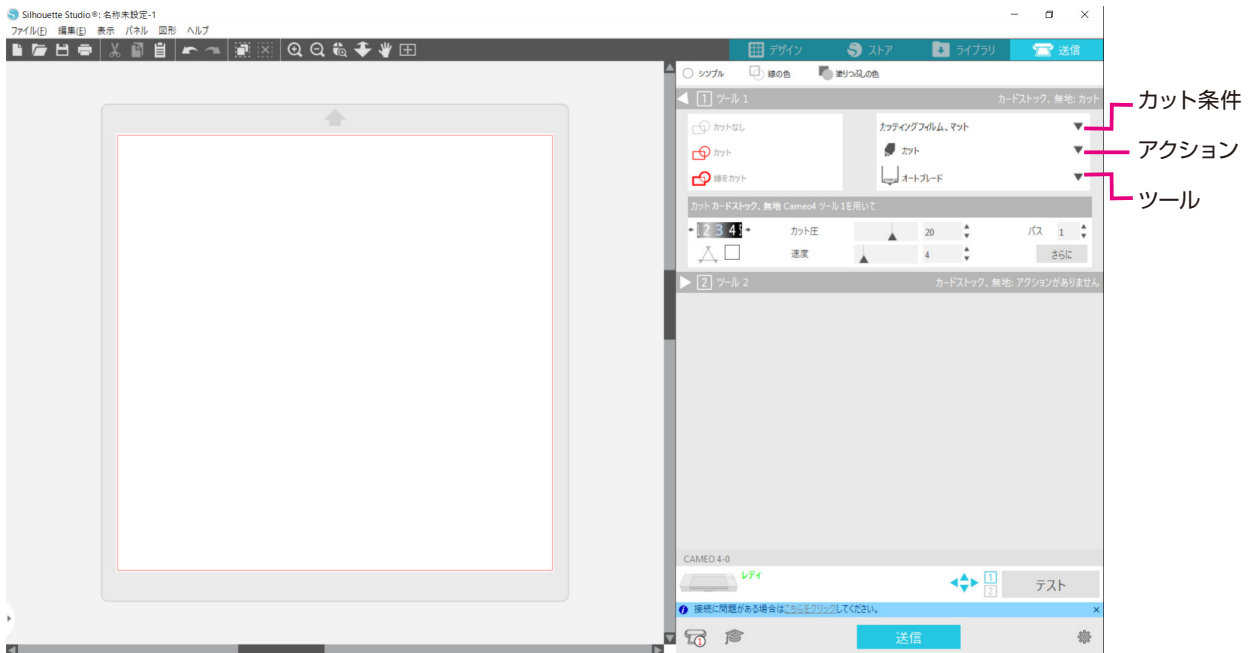 Silhouette Studio®: 名称未設定-1
ファイル(F) 編集(E) 表示 パネル 図形 ヘルプ
デザイン ストア ライブラリ 送信
シンプル 線の色 塗りつぶしの色
1 ツール 1 カードストック、無地: カット
カットなし
カット
線をカット
カッティングフィルム、マット
カット
オートブレード
カット条件
アクション
ツール
カット カードストック、無地 Cameo4 ツール 1を用いて
2 3 4 カット圧 20 パス 1
速度 4 さらに
2 ツール 2 カードストック、無地: アクションがありません
CAMEO 4-0
レディ
1
2
テスト
接続に問題がある場合はこちらをクリックしてください。
1
送信